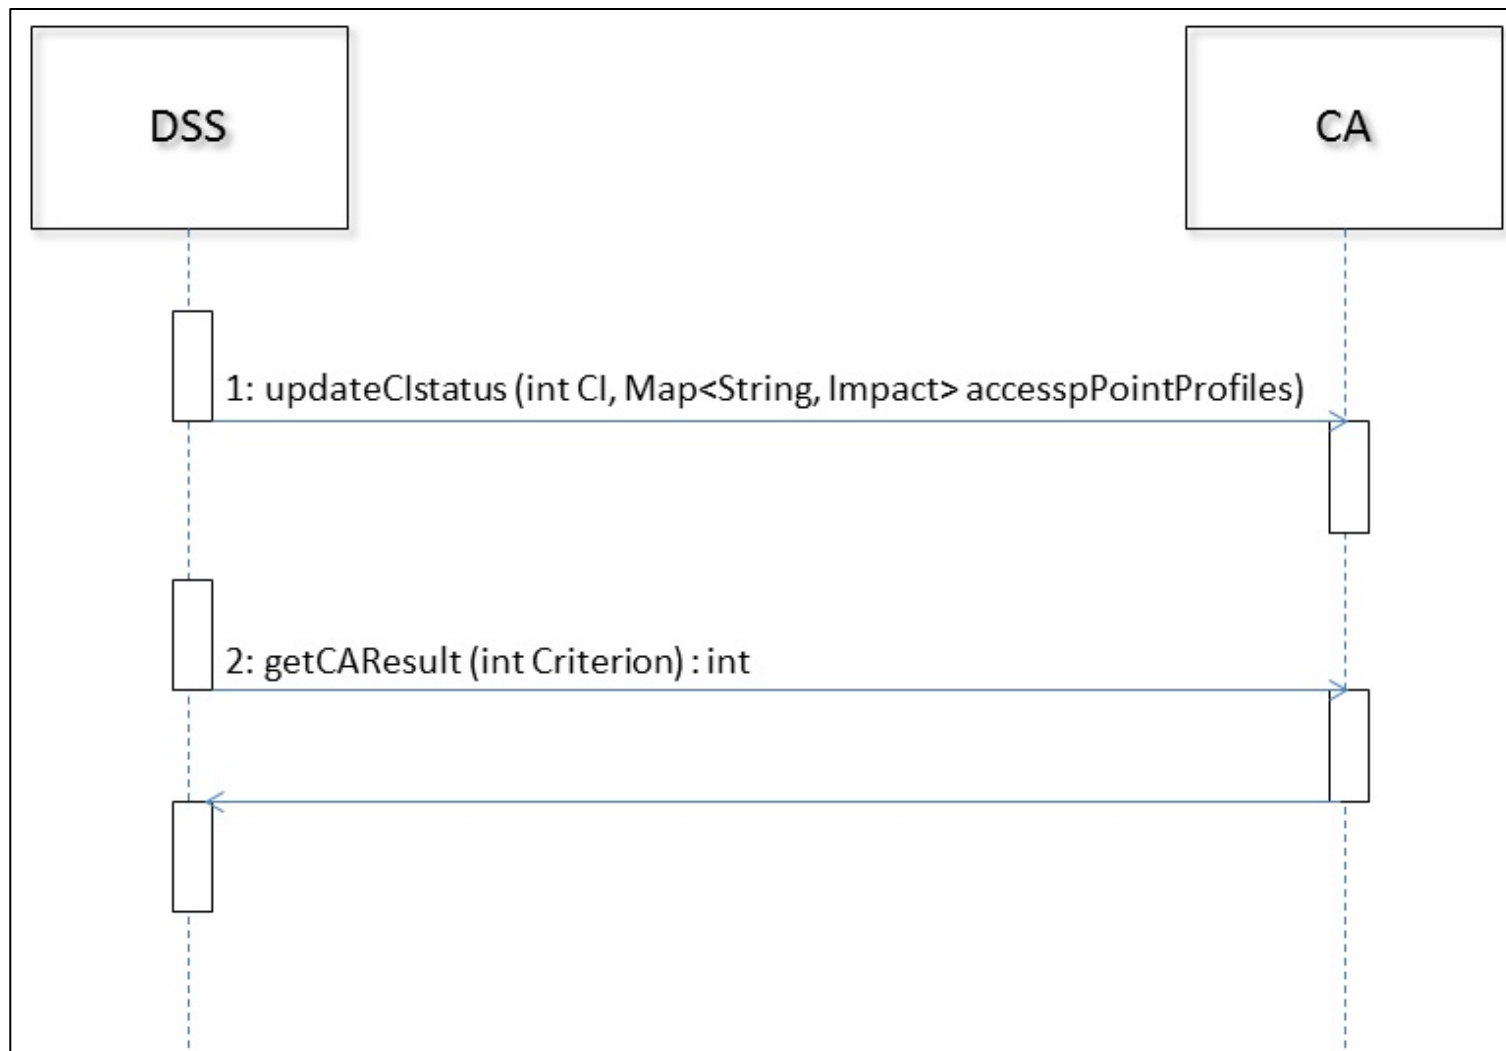 DSS
CA
1: updateCIstatus (int CI, Map<String, Impact> accesspPointProfiles)
2: getCAResult (int Criterion) : int